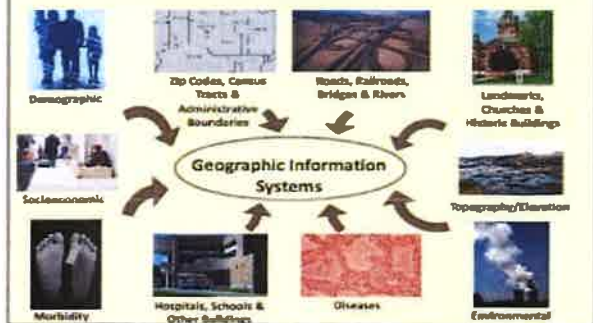 Demographic
Zip Codes, Census
Tracts &
Administrative
Boundaries
Roads, Railroads,
Bridges & Rivers
Landmarks,
Churches &
Historic Buildings
Geographic Information
Systems
Socioeconomic
Topography/Elevation
Morbidity
Hospitals, Schools &
Other Buildings
Diseases
Environmental